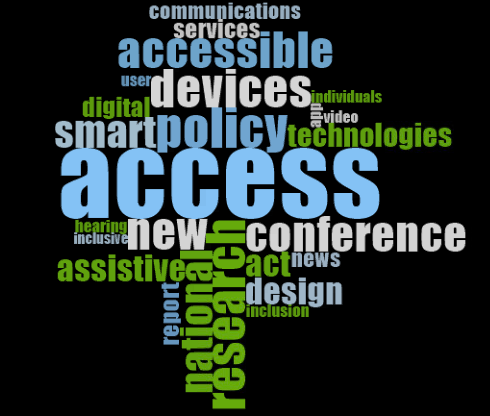 communications
services
accessible
user
devices
individuals
digital
app
video
smart
policy
technologies
access
hearing
inclusive
new
conference
assistive
national
research
act
news
report
design
inclusion